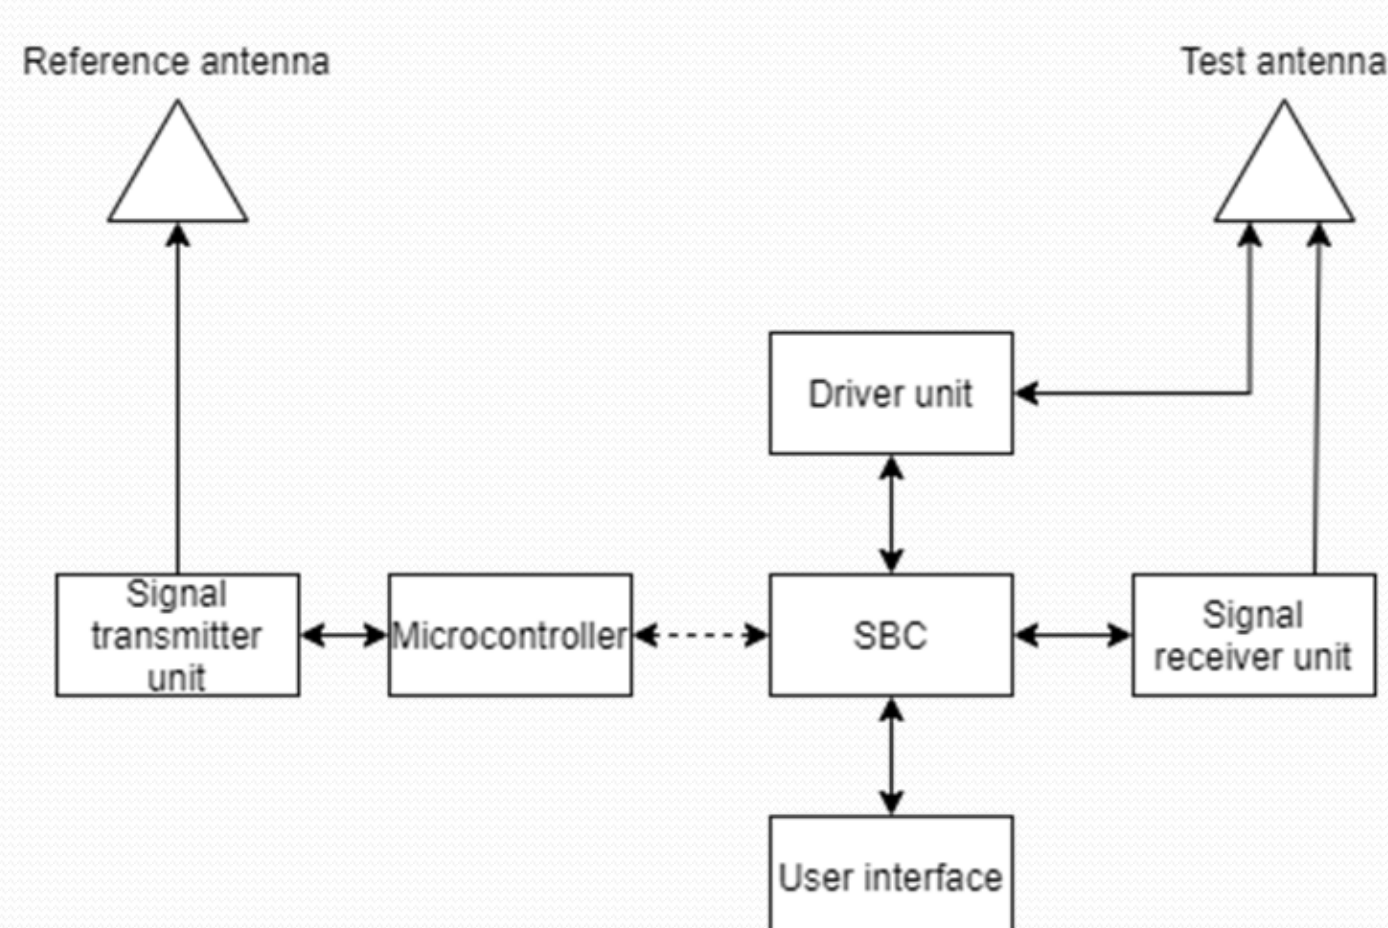 Reference antenna
Test antenna
Driver unit
Signal
transmitter
unit
Microcontroller
SBC
Signal
receiver unit
User interface